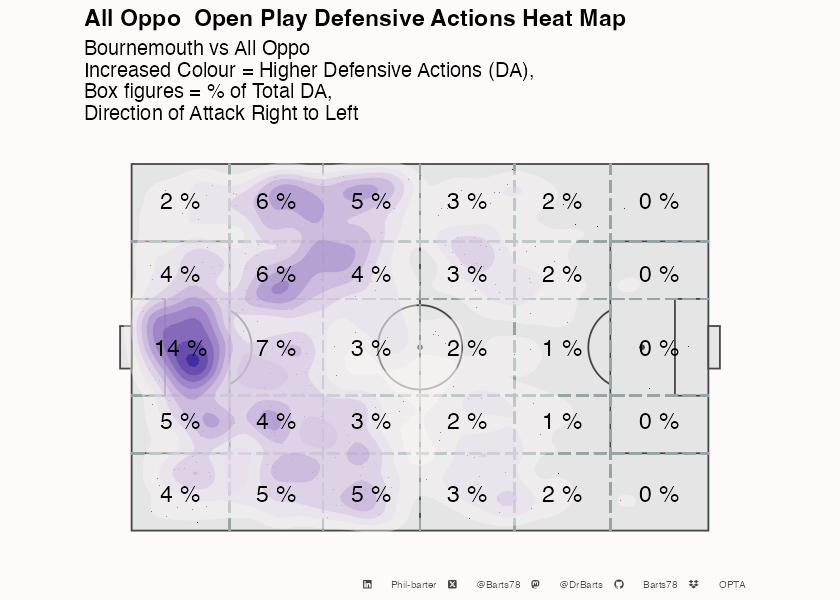 All Oppo  Open Play Defensive Actions Heat Map
Bournemouth vs All Oppo
Increased Colour = Higher Defensive Actions (DA),
Box figures = % of Total DA,
Direction of Attack Right to Left
2 % 6 % 5 % 3 % 2 % 0 %
4 % 6 % 4 % 3 % 2 % 0 %
14 % 7 % 3 % 2 % 1 % 0 %
5 % 4 % 3 % 2 % 1 % 0 %
4 % 5 % 5 % 3 % 2 % 0 %
Phil-barter @Barts78 @DrBarts Barts78 OPTA